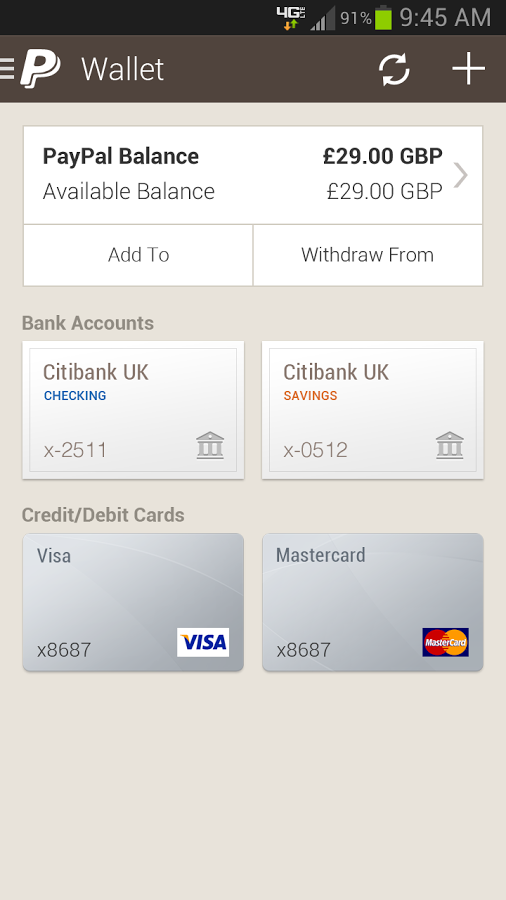 4G LTE 91% 9:45 AM
Wallet
PayPal Balance £29.00 GBP
Available Balance £29.00 GBP
Add To Withdraw From
Bank Accounts
Citibank UK Citibank UK
CHECKING SAVINGS
x-2511 x-0512
Credit/Debit Cards
Visa Mastercard
x8687 VISA x8687 MasterCard